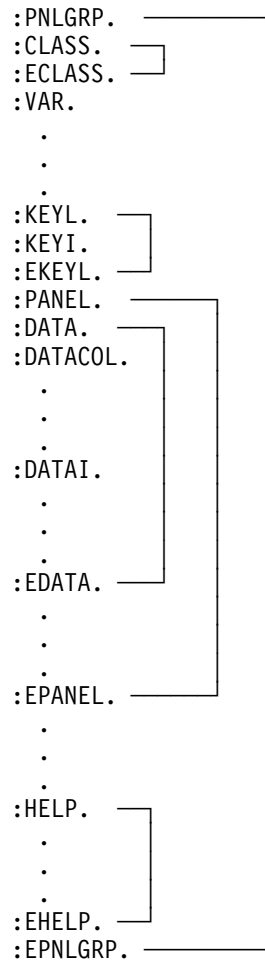 :PNLGRP.
:CLASS.
:ECLASS.
:VAR.
.
.
.
:KEYL.
:KEYI.
:EKEYL.
:PANEL.
:DATA.
:DATACOL.
.
.
.
:DATAI.
.
.
.
:EDATA.
.
.
.
:EPANEL.
.
.
.
:HELP.
.
.
.
:EHELP.
:EPNLGRP.